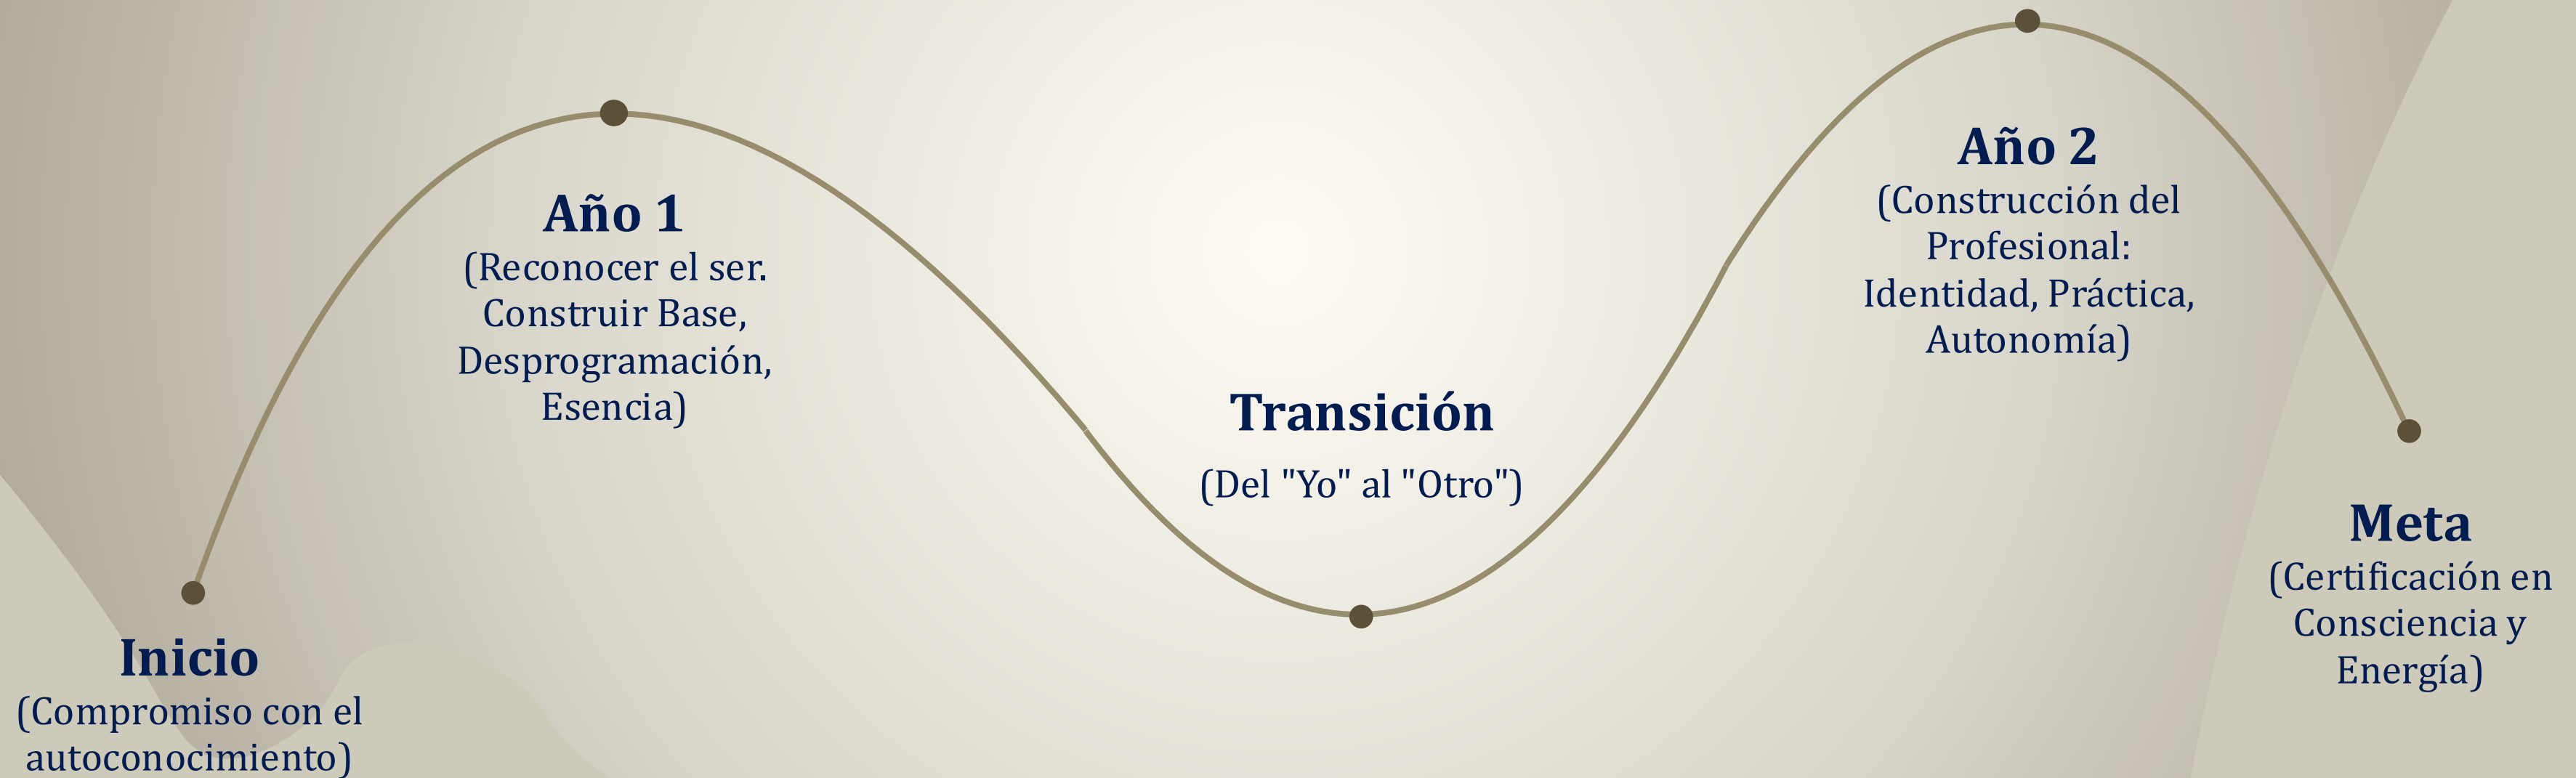 Inicio
(Compromiso con el
autoconocimiento)
Año 1
(Reconocer el ser.
Construir Base,
Desprogramación,
Esencia)
Transición
(Del "Yo" al "Otro")
Año 2
(Construcción del
Profesional:
Identidad, Práctica,
Autonomía)
Meta
(Certificación en
Consciencia y
Energía)